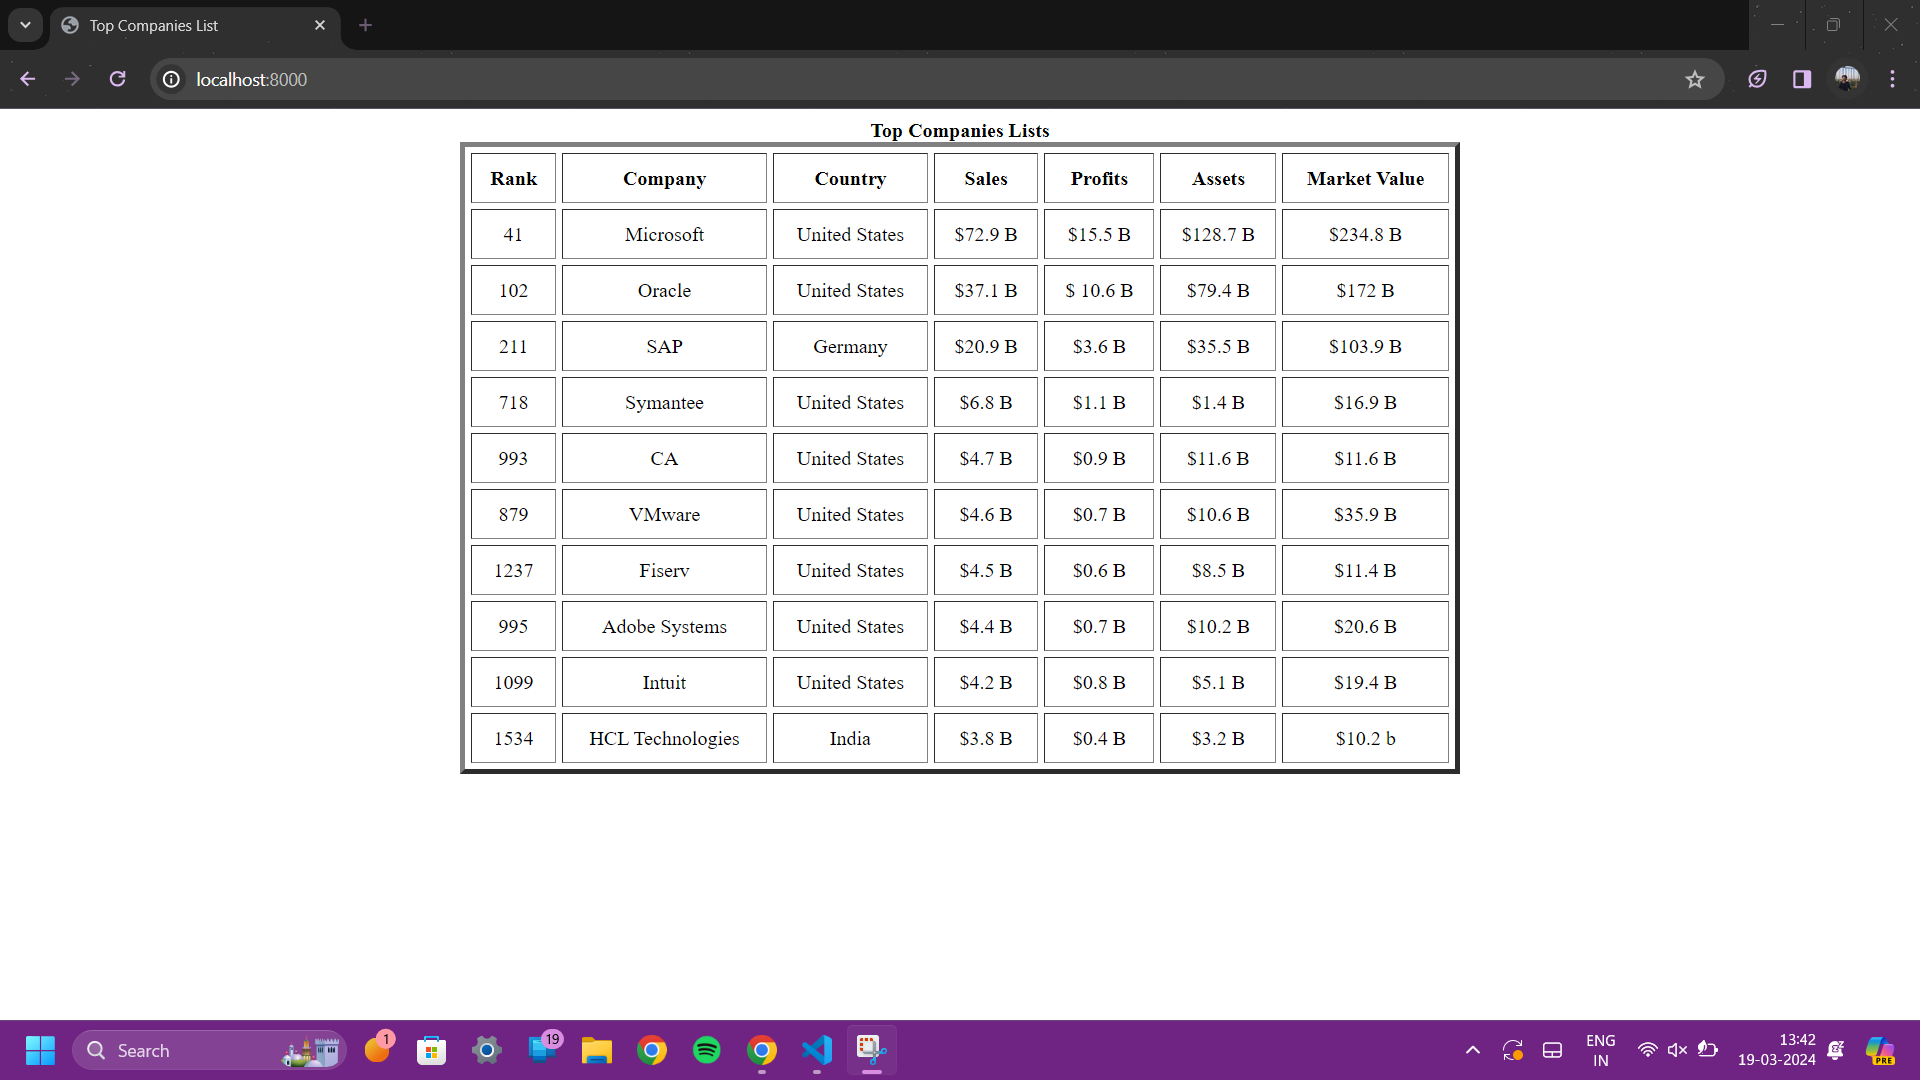 Top Companies List
localhost:8000
Top Companies Lists
Rank Company Country Sales Profits Assets Market Value
41 Microsoft United States $72.9 B $15.5 B $128.7 B $234.8 B
102 Oracle United States $37.1 B $ 10.6 B $79.4 B $172 B
211 SAP Germany $20.9 B $3.6 B $35.5 B $103.9 B
718 Symantee United States $6.8 B $1.1 B $1.4 B $16.9 B
993 CA United States $4.7 B $0.9 B $11.6 B $11.6 B
879 VMware United States $4.6 B $0.7 B $10.6 B $35.9 B
1237 Fiserv United States $4.5 B $0.6 B $8.5 B $11.4 B
995 Adobe Systems United States $4.4 B $0.7 B $10.2 B $20.6 B
1099 Intuit United States $4.2 B $0.8 B $5.1 B $19.4 B
1534 HCL Technologies India $3.8 B $0.4 B $3.2 B $10.2 b
Search 1 19 ENG 13:42
IN 19-03-2024 PRE